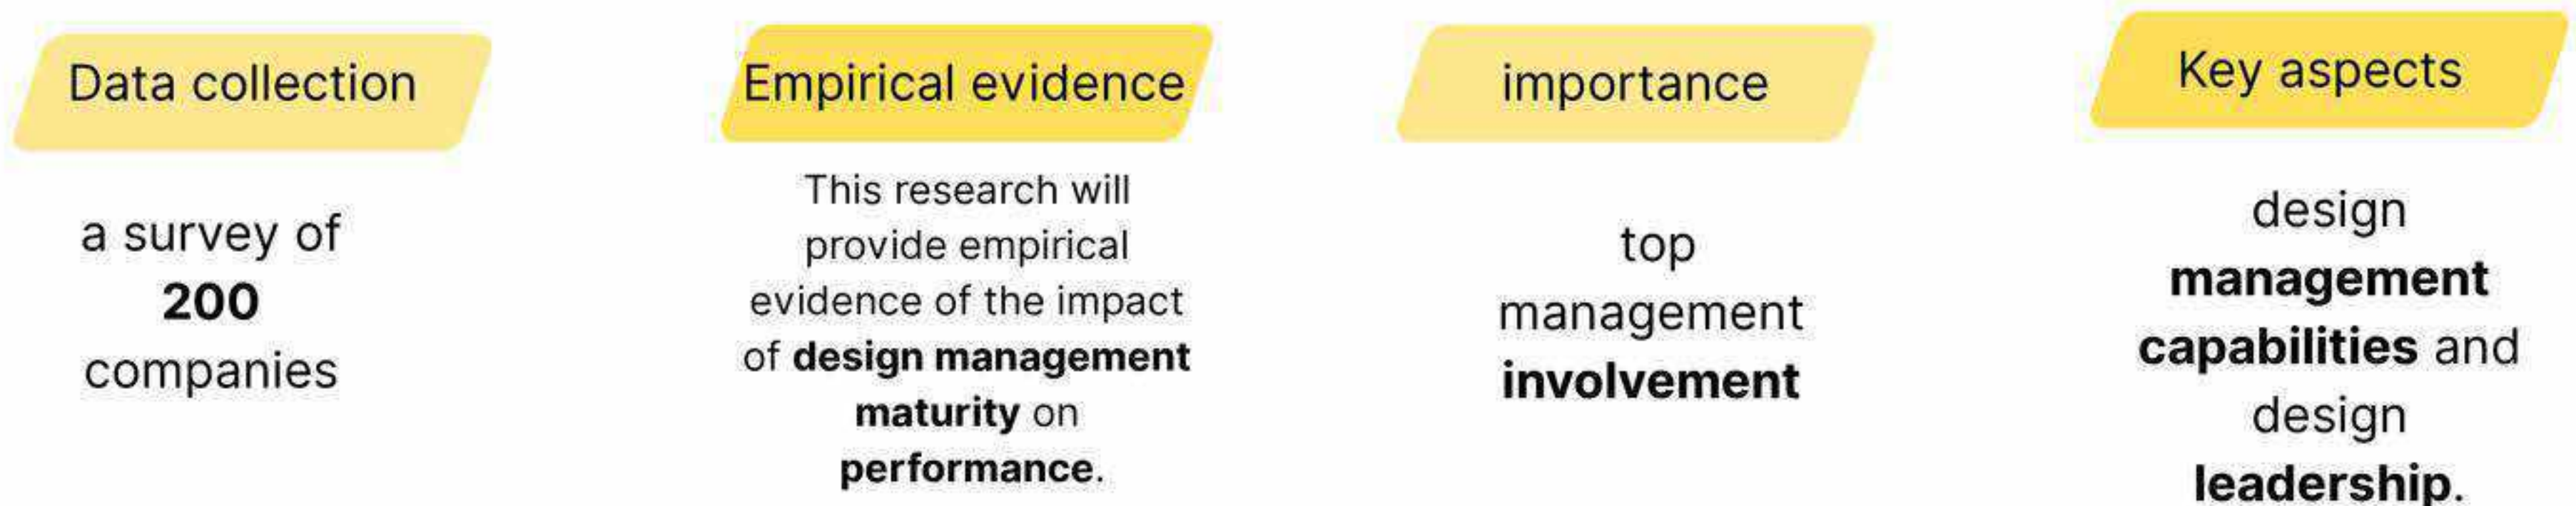 Data collection
a survey of
200
companies
Empirical evidence
This research will
provide empirical
evidence of the impact
of design management
maturity on
performance.
importance
top
management
involvement
Key aspects
design
management
capabilities and
design
leadership.